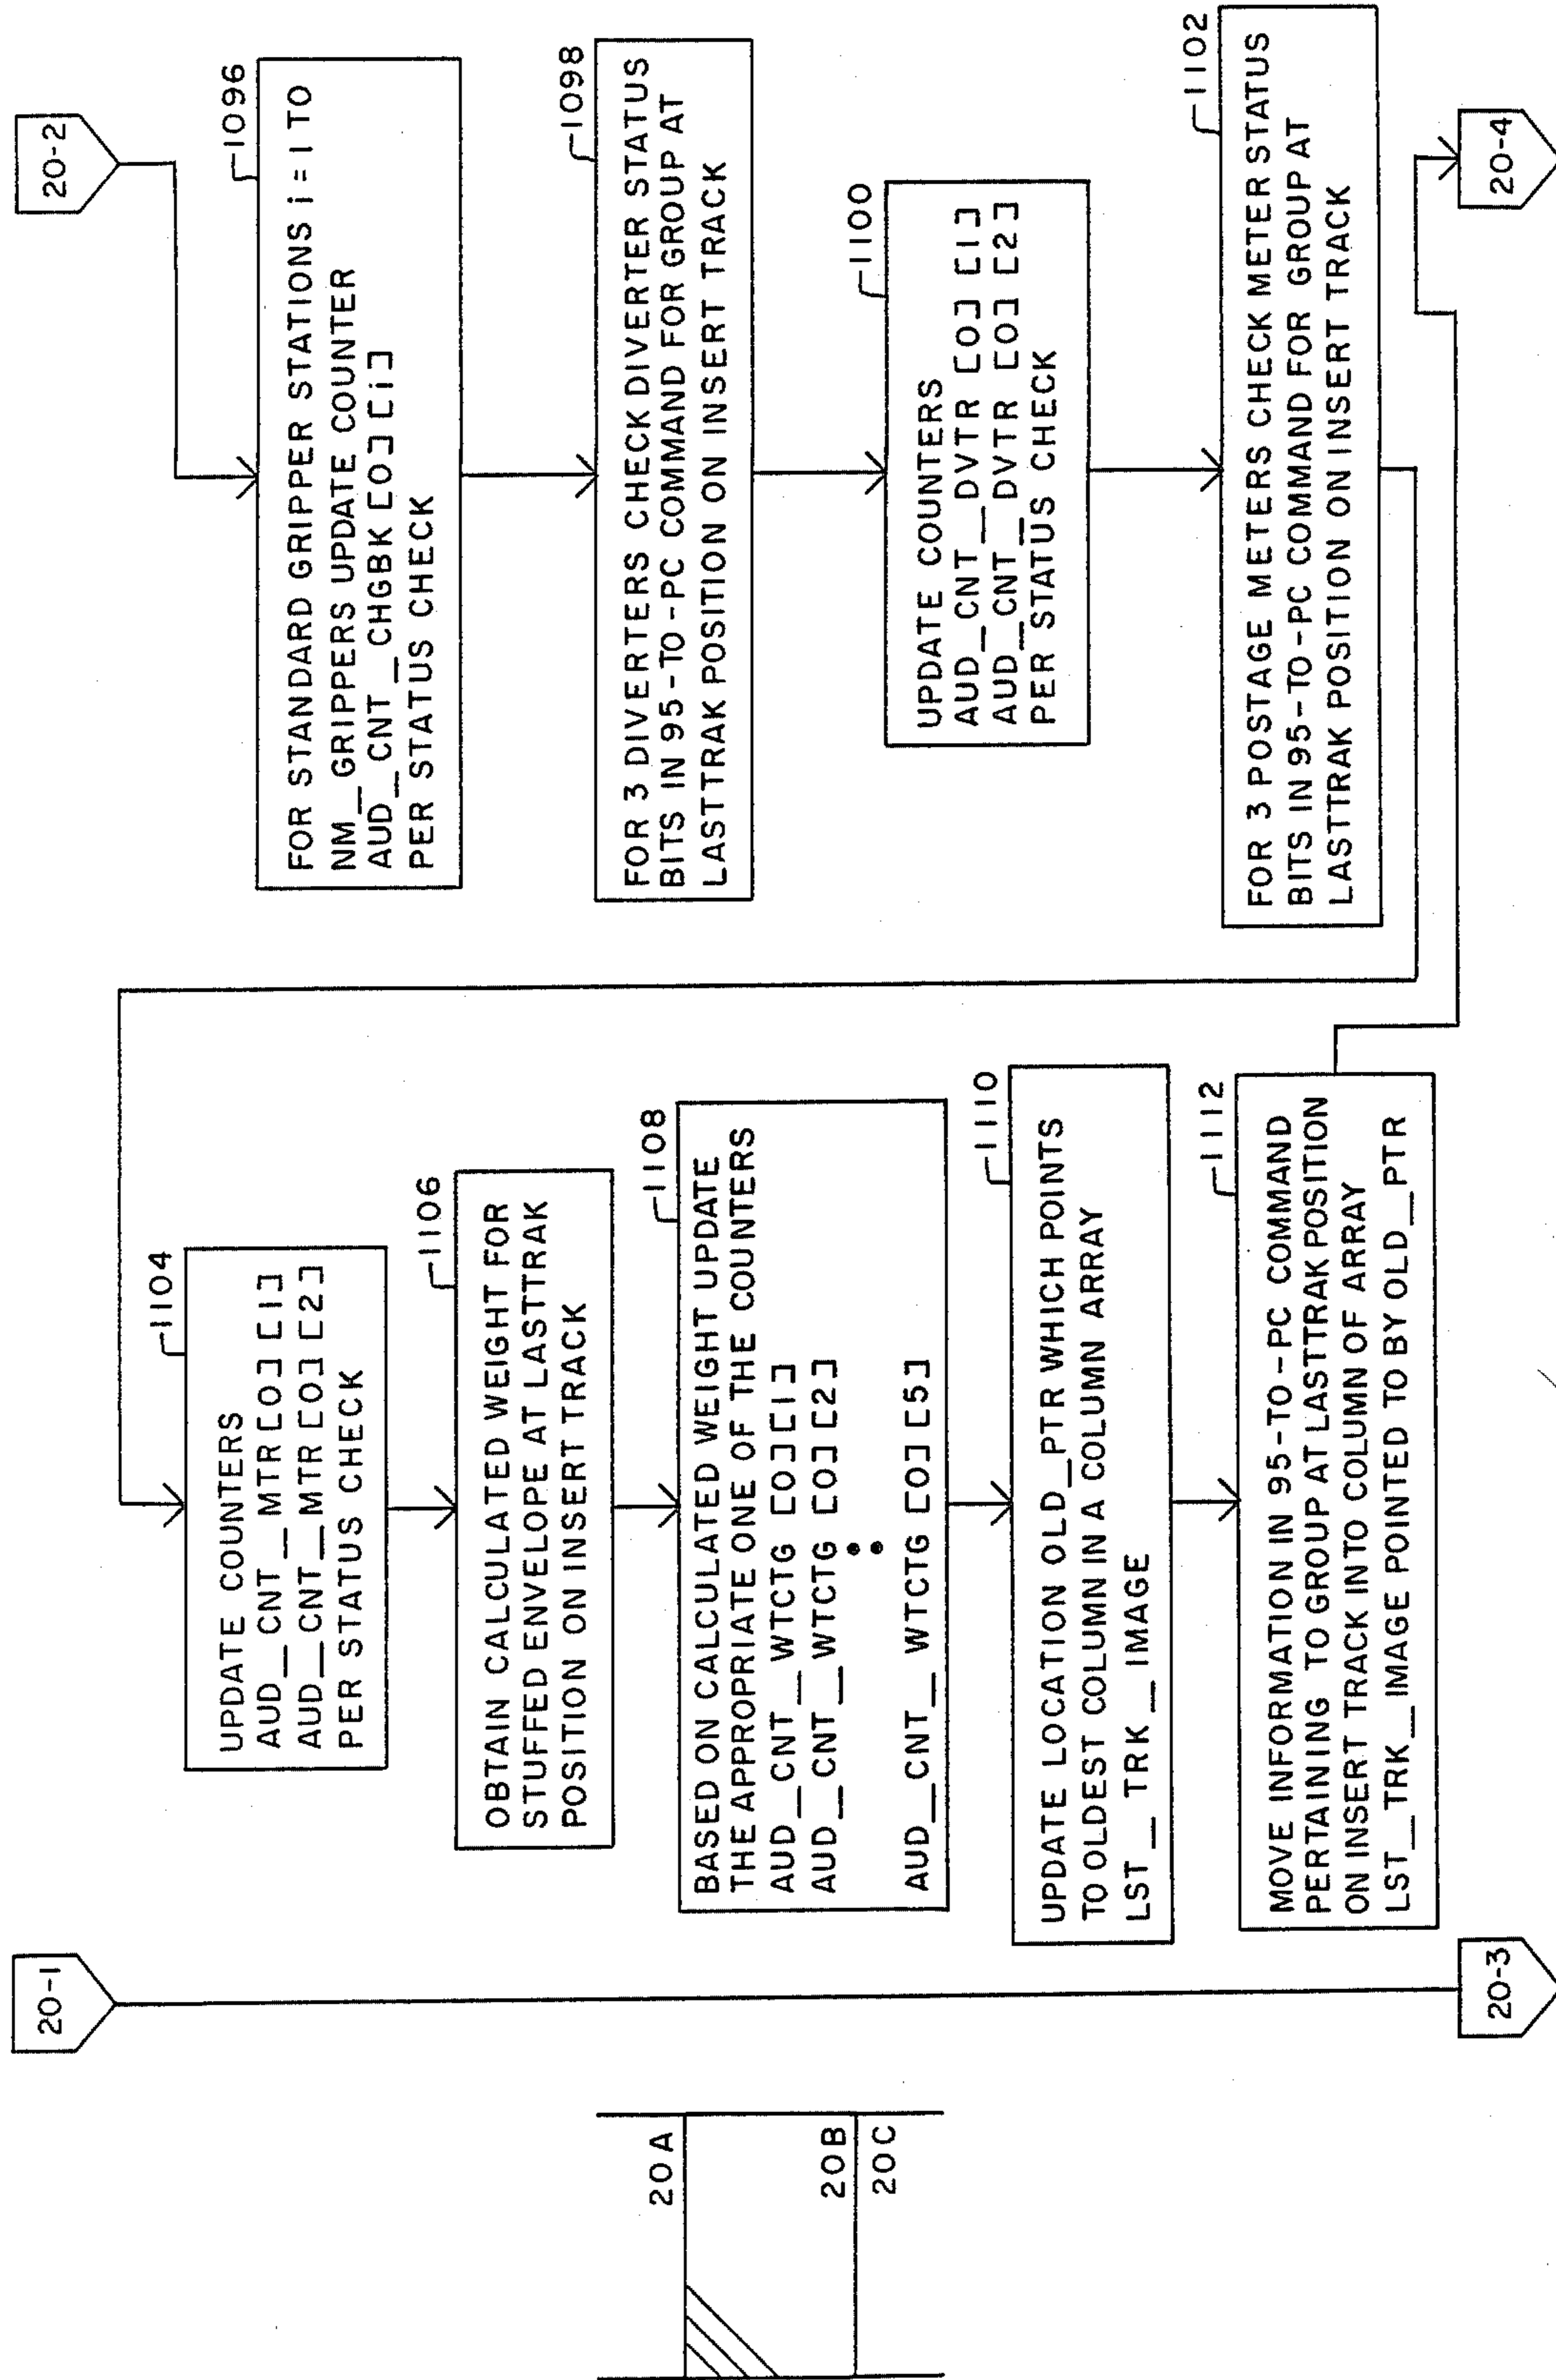 20-2
1096
FOR STANDARD GRIPPER STATIONS i = 1 TO
NM_GRIPPERS UPDATE COUNTER
AUD_CNT_CHGBK [0] [i]
PER STATUS CHECK
1098
FOR 3 DIVERTERS CHECK DIVERTER STATUS
BITS IN 95-TO-PC COMMAND FOR GROUP AT
LASTTRAK POSITION ON INSERT TRACK
1100
UPDATE COUNTERS
AUD_CNT_DVTR [0] [1]
AUD_CNT_DVTR [0] [2]
PER STATUS CHECK
1102
FOR 3 POSTAGE METERS CHECK METER STATUS
BITS IN 95-TO-PC COMMAND FOR GROUP AT
LASTTRAK POSITION ON INSERT TRACK
20-4
1104
UPDATE COUNTERS
AUD_CNT_MTR [0] [1]
AUD_CNT_MTR [0] [2]
PER STATUS CHECK
1106
OBTAIN CALCULATED WEIGHT FOR
STUFFED ENVELOPE AT LASTTRAK
POSITION ON INSERT TRACK
1108
BASED ON CALCULATED WEIGHT UPDATE
THE APPROPRIATE ONE OF THE COUNTERS
AUD_CNT_WTCTG [0] [1]
AUD_CNT_WTCTG [0] [2]
AUD_CNT_WTCTG [0] [5]
1110
UPDATE LOCATION OLD_PTR WHICH POINTS
TO OLDEST COLUMN IN A COLUMN ARRAY
LST_TRK_IMAGE
1112
MOVE INFORMATION IN 95-TO-PC COMMAND
PERTAINING TO GROUP AT LASTTRAK POSITION
ON INSERT TRACK INTO COLUMN OF ARRAY
LST_TRK_IMAGE POINTED TO BY OLD_PTR
20-1
20-3
20A
20B
20C